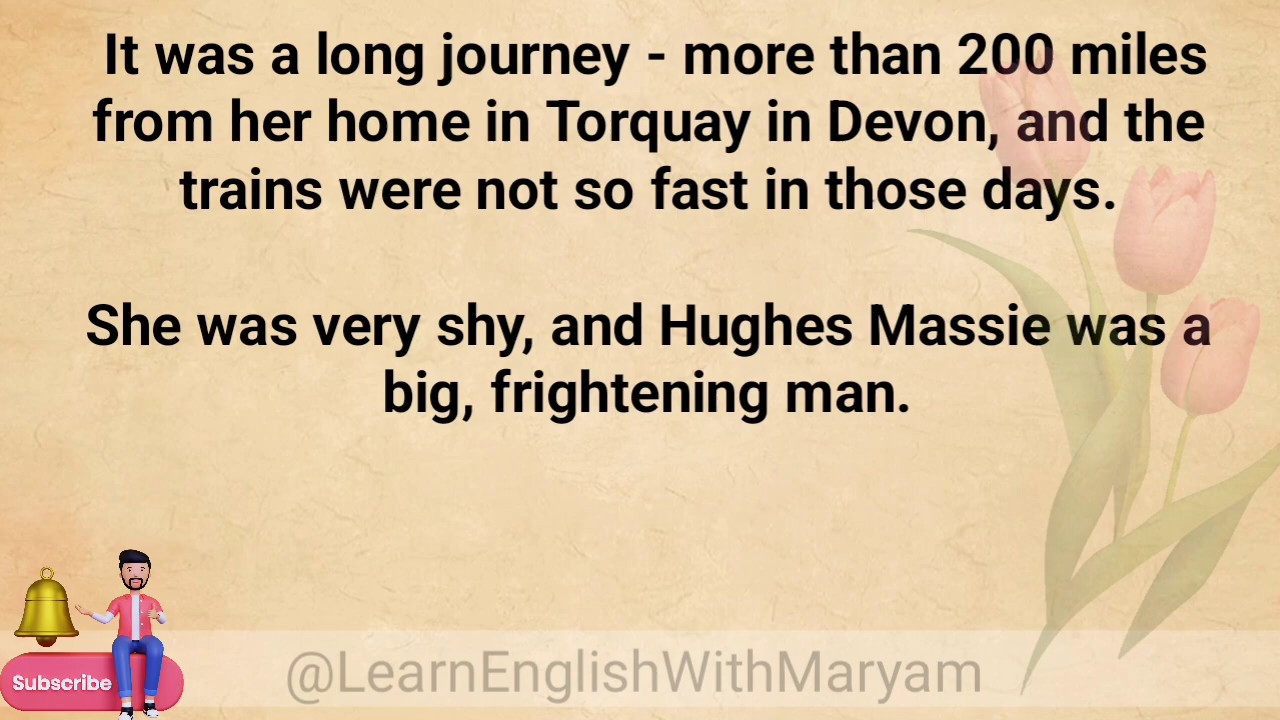 It was a long journey - more than 200 miles
from her home in Torquay in Devon, and the
trains were not so fast in those days.
She was very shy, and Hughes Massie was a
big, frightening man.
Subscribe
@LearnEnglishWithMaryam